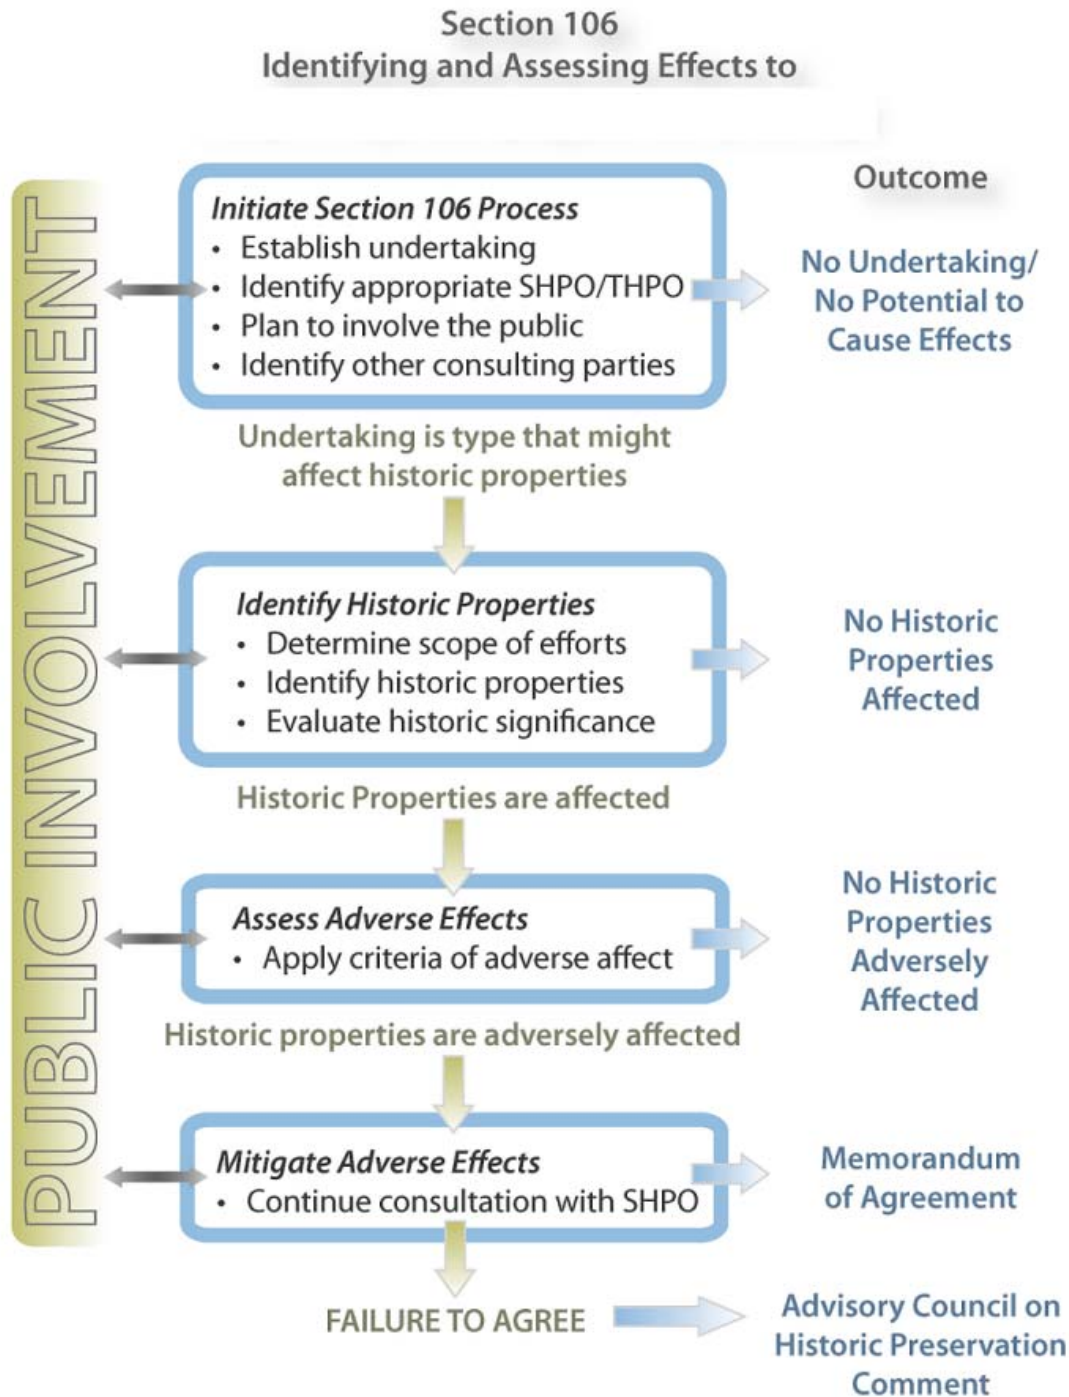 Section 106
Identifying and Assessing Effects to
PUBLIC INVOLVEMENT
Outcome
Initiate Section 106 Process
• Establish undertaking
• Identify appropriate SHPO/THPO
• Plan to involve the public
• Identify other consulting parties
No Undertaking/
No Potential to
Cause Effects
Undertaking is type that might
affect historic properties
Identify Historic Properties
• Determine scope of efforts
• Identify historic properties
• Evaluate historic significance
No Historic
Properties
Affected
Historic Properties are affected
Assess Adverse Effects
• Apply criteria of adverse affect
No Historic
Properties
Adversely
Affected
Historic properties are adversely affected
Mitigate Adverse Effects
• Continue consultation with SHPO
Memorandum
of Agreement
FAILURE TO AGREE
Advisory Council on
Historic Preservation
Comment